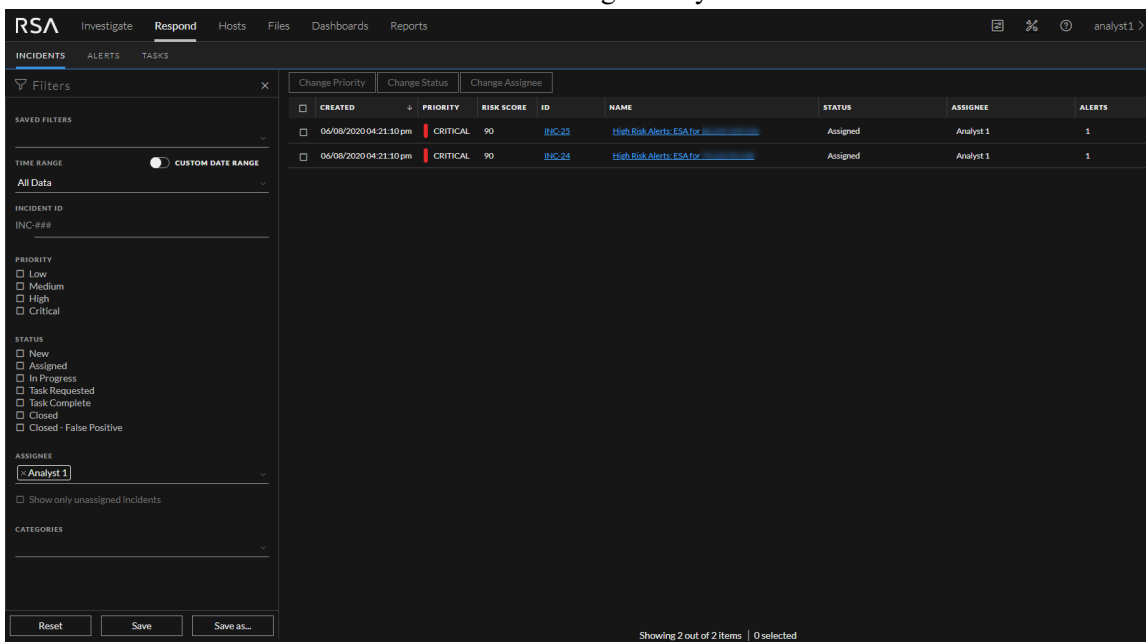 RSA Investigate Respond Hosts Files Dashboards Reports analyst1
INCIDENTS ALERTS TASKS
Filters
SAVED FILTERS
TIME RANGE CUSTOM DATE RANGE
All Data
INCIDENT ID
INC-###
PRIORITY
Low
Medium
High
Critical
STATUS
New
Assigned
In Progress
Task Requested
Task Complete
Closed
Closed - False Positive
ASSIGNEE
Analyst 1
Show only unassigned Incidents
CATEGORIES
Reset Save Save as...
Change Priority Change Status Change Assignee
CREATED PRIORITY RISK SCORE ID NAME STATUS ASSIGNEE ALERTS
06/08/2020 04:21:10 pm CRITICAL 90 INC-25 High Risk Alerts: ESA for Assigned Analyst 1 1
06/08/2020 04:21:10 pm CRITICAL 90 INC-24 High Risk Alerts: ESA for Assigned Analyst 1 1
Showing 2 out of 2 items | 0 selected